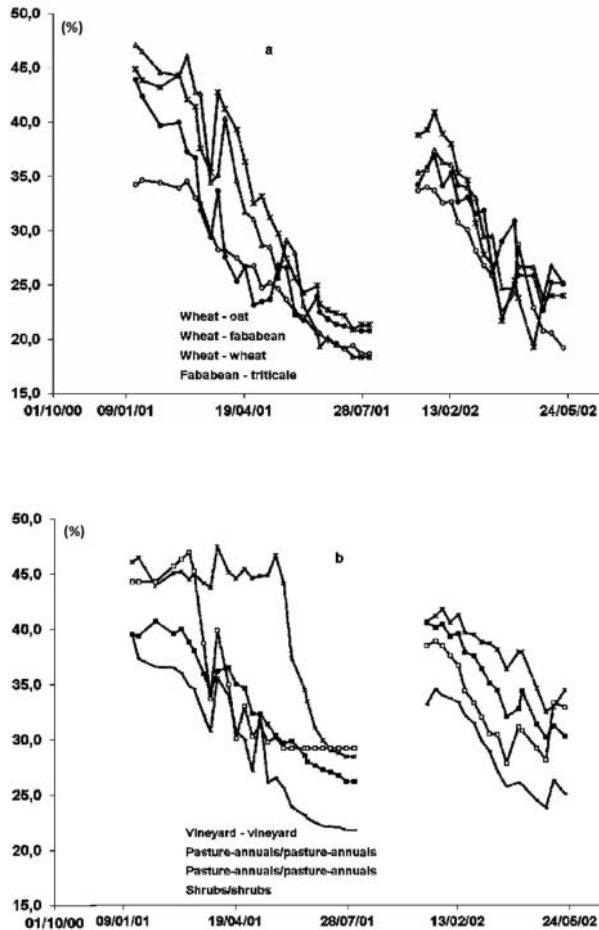 50,0
(%)
a
45,0
40,0
35,0
30,0
25,0
20,0
15,0
Wheat - oat
Wheat - fababean
Wheat - wheat
Fababean - triticale
01/10/00 09/01/01 19/04/01 28/07/01 13/02/02 24/05/02
50,0
(%)
b
45,0
40,0
35,0
30,0
25,0
20,0
15,0
Vineyard - vineyard
Pasture-annuals/pasture-annuals
Pasture-annuals/pasture-annuals
Shrubs/shrubs
01/10/00 09/01/01 19/04/01 28/07/01 13/02/02 24/05/02